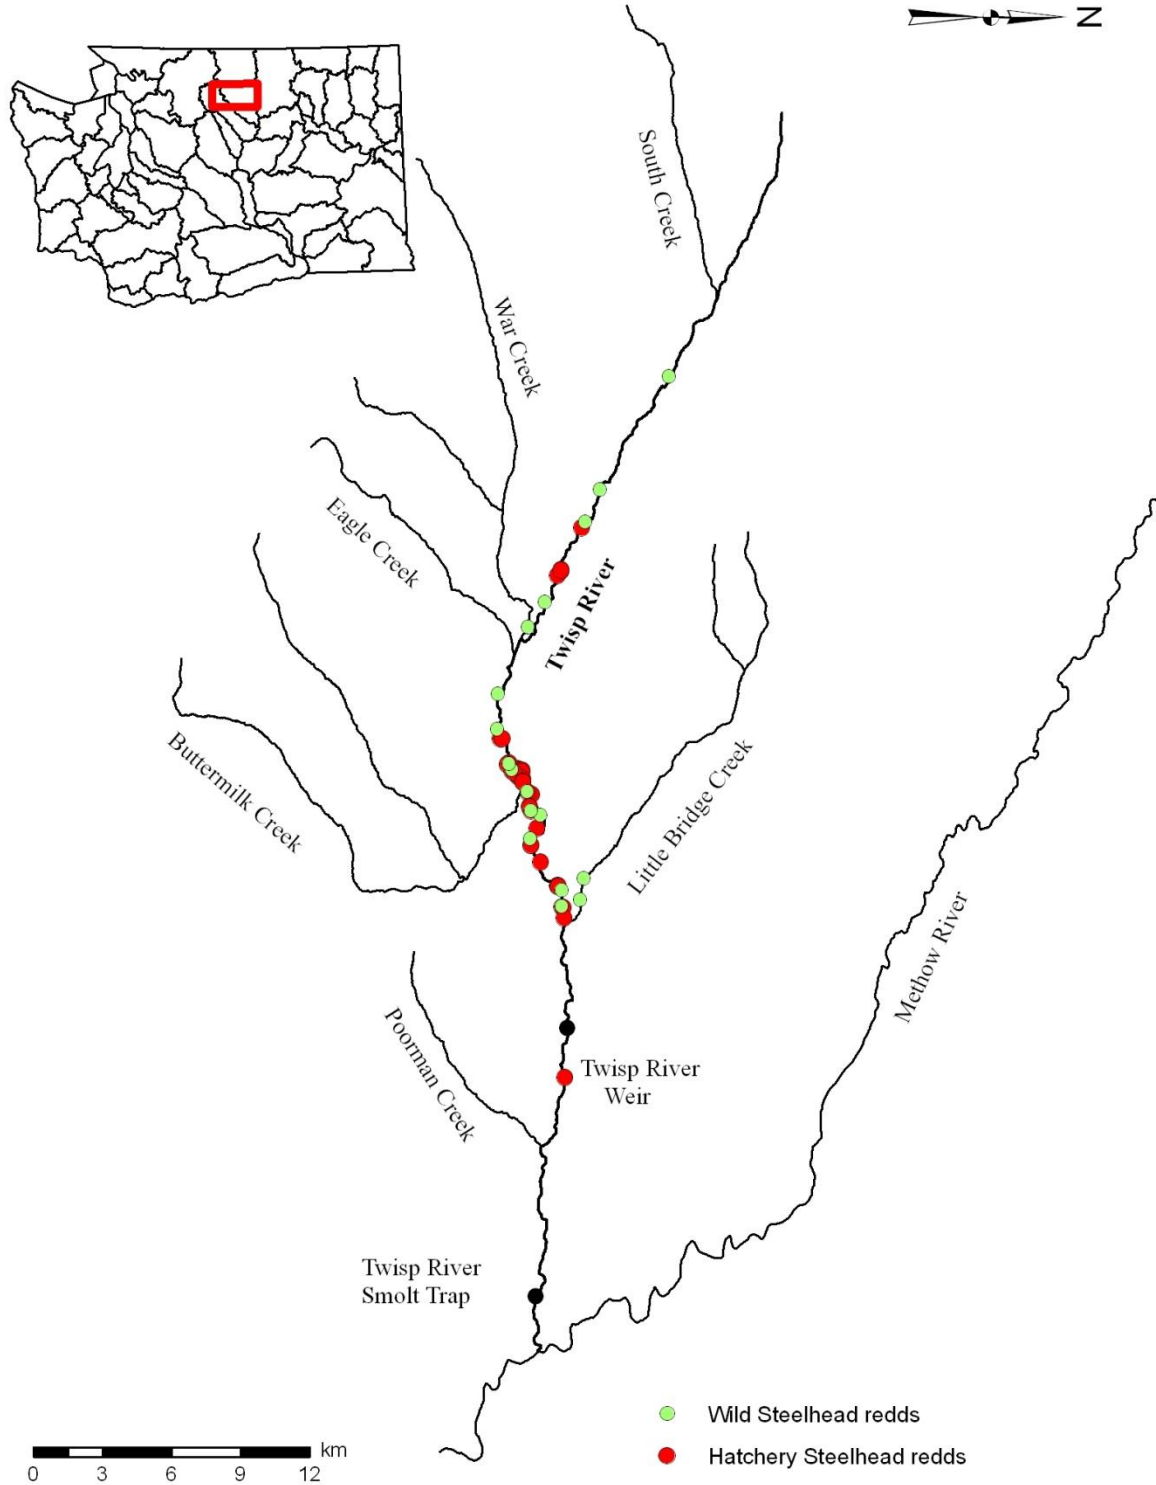 N
South Creek
War Creek
Eagle Creek
Twisp River
Buttermilk Creek
Little Bridge Creek
Methow River
Poorman Creek
Twisp River
Weir
Twisp River
Smolt Trap
Wild Steelhead redds
Hatchery Steelhead redds
km
0 3 6 9 12